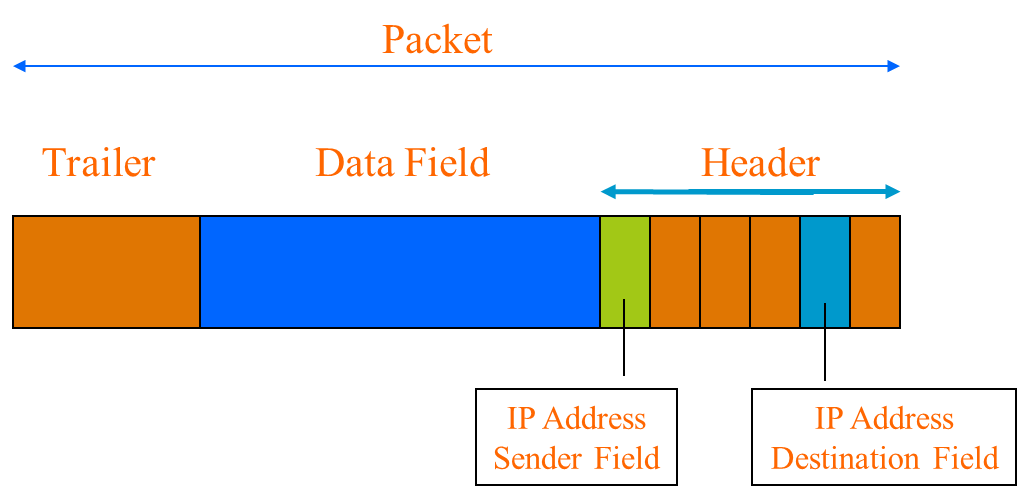 Packet
Trailer
Data Field
Header
IP Address
Sender Field
IP Address
Destination Field